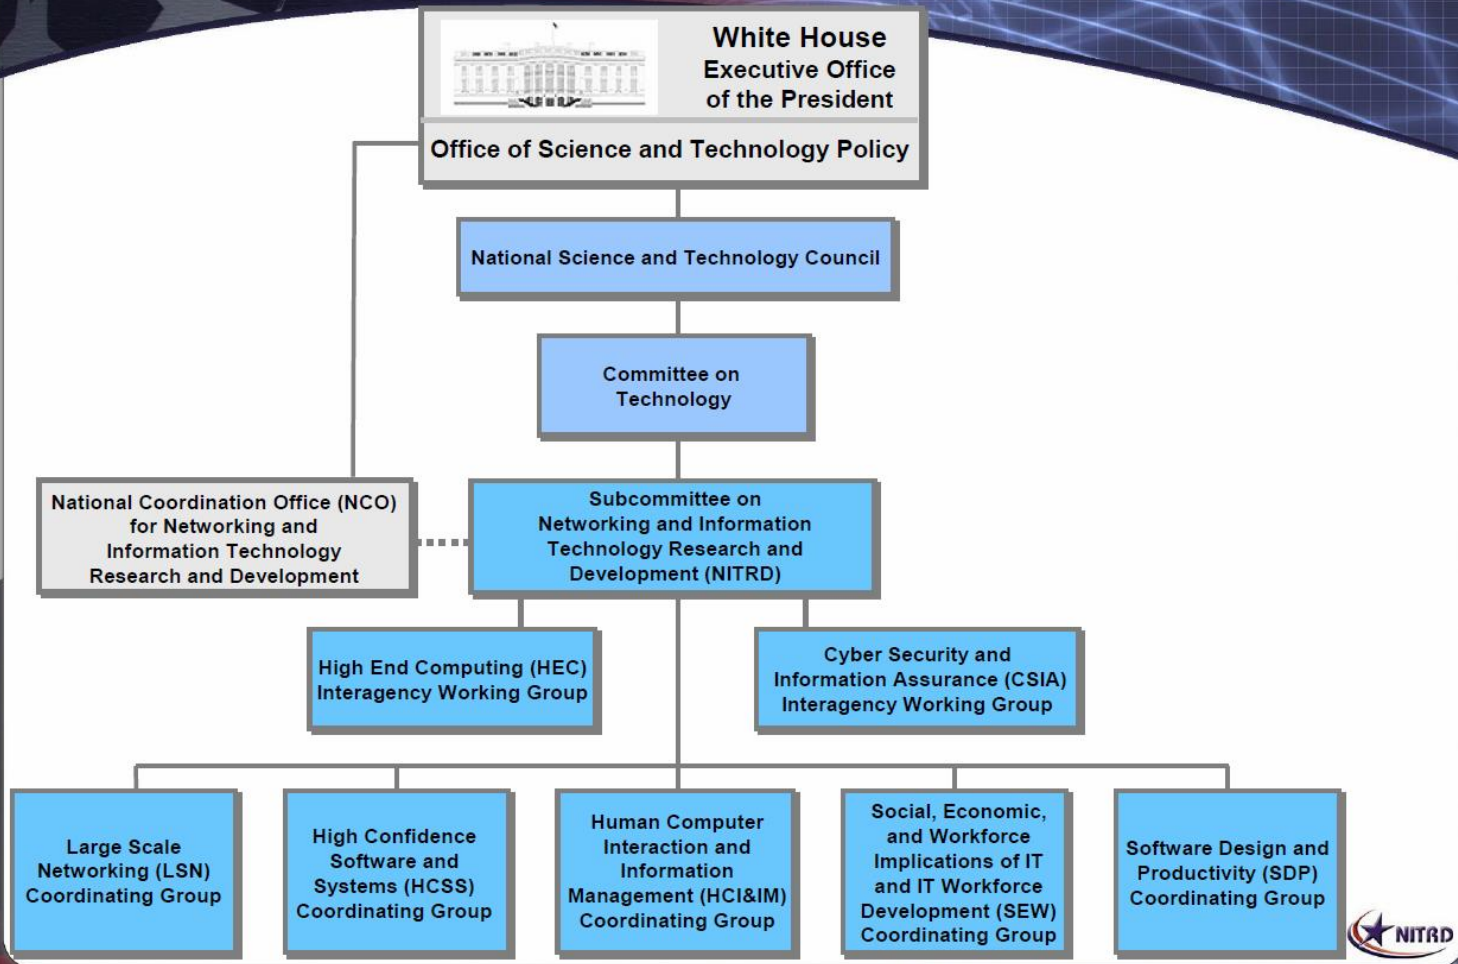 White House
Executive Office
of the President
Office of Science and Technology Policy
National Science and Technology Council
Committee on
Technology
National Coordination Office (NCO)
for Networking and
Information Technology
Research and Development
Subcommittee on
Networking and Information
Technology Research and
Development (NITRD)
High End Computing (HEC)
Interagency Working Group
Cyber Security and
Information Assurance (CSIA)
Interagency Working Group
Large Scale
Networking (LSN)
Coordinating Group
High Confidence
Software and
Systems (HCSS)
Coordinating Group
Human Computer
Interaction and
Information
Management (HCI&IM)
Coordinating Group
Social, Economic,
and Workforce
Implications of IT
and IT Workforce
Development (SEW)
Coordinating Group
Software Design and
Productivity (SDP)
Coordinating Group
NITRD